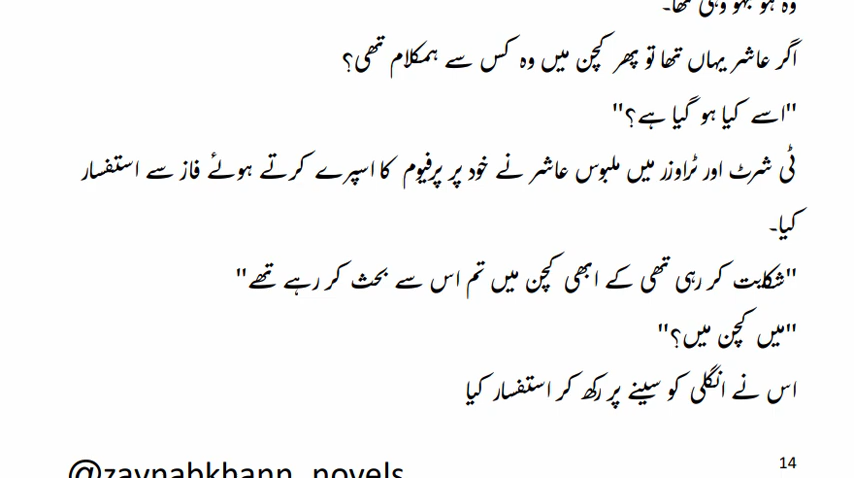 وہ ہو بہو وہی تھا۔
اگر عاشر یہاں تھا تو پھر کچن میں وہ کس سے ہمکلام تھی؟
"اسے کیا ہو گیا ہے؟"
ٹی شرٹ اور ٹراوزر میں ملبوس عاشر نے خود پر پرفیوم کا اسپرے کرتے ہوئے فاز سے استفسار
کیا۔
"شکایت کر رہی تھی کے ابھی کچن میں تم اس سے بحث کر رہے تھے"
"میں کچن میں؟"
اس نے انگلی کو سینے پر رکھ کر استفسار کیا
14
@zaynabkhann_novels